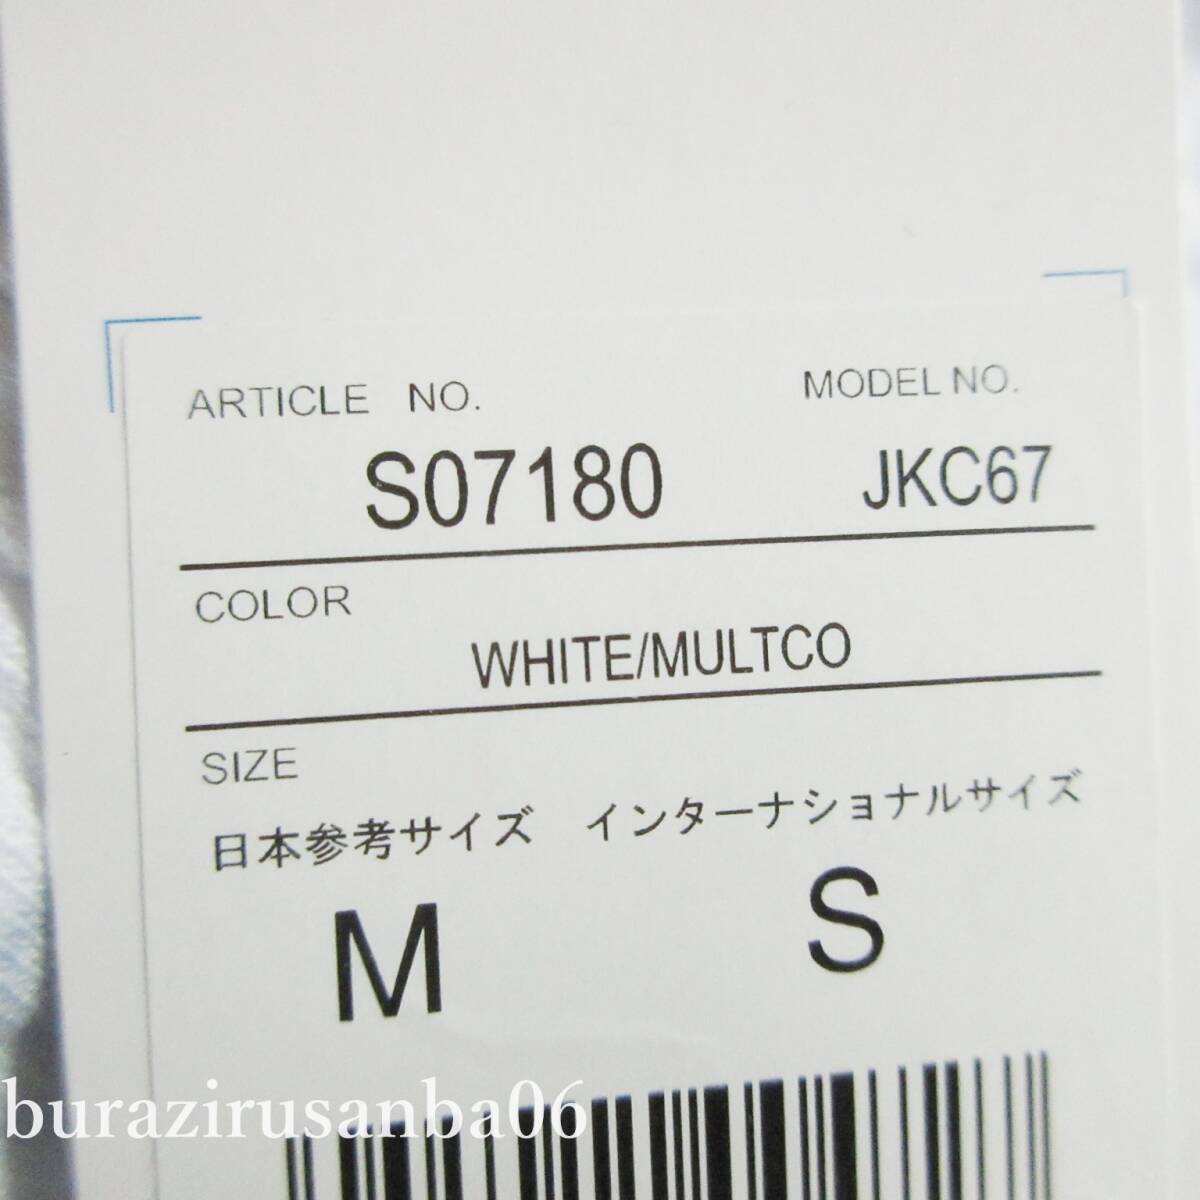 ARTICLE NO. MODEL NO.
S07180 JKC67
COLOR
WHITE/MULTCO
SIZE
日本参考サイズ インターナショナルサイズ
M S
burazirusanba06